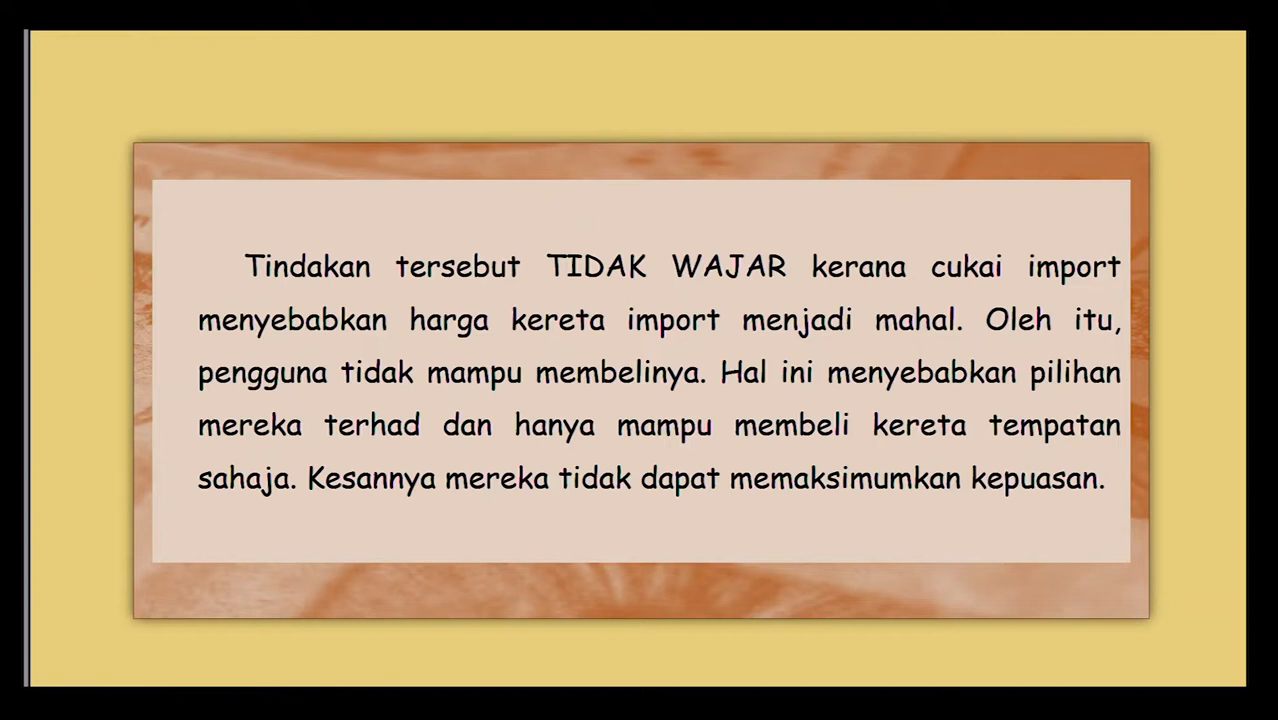 Tindakan tersebut TIDAK WAJAR kerana cukai import
menyebabkan harga kereta import menjadi mahal. Oleh itu,
pengguna tidak mampu membelinya. Hal ini menyebabkan pilihan
mereka terhad dan hanya mampu membeli kereta tempatan
sahaja. Kesannya mereka tidak dapat memaksimumkan kepuasan.